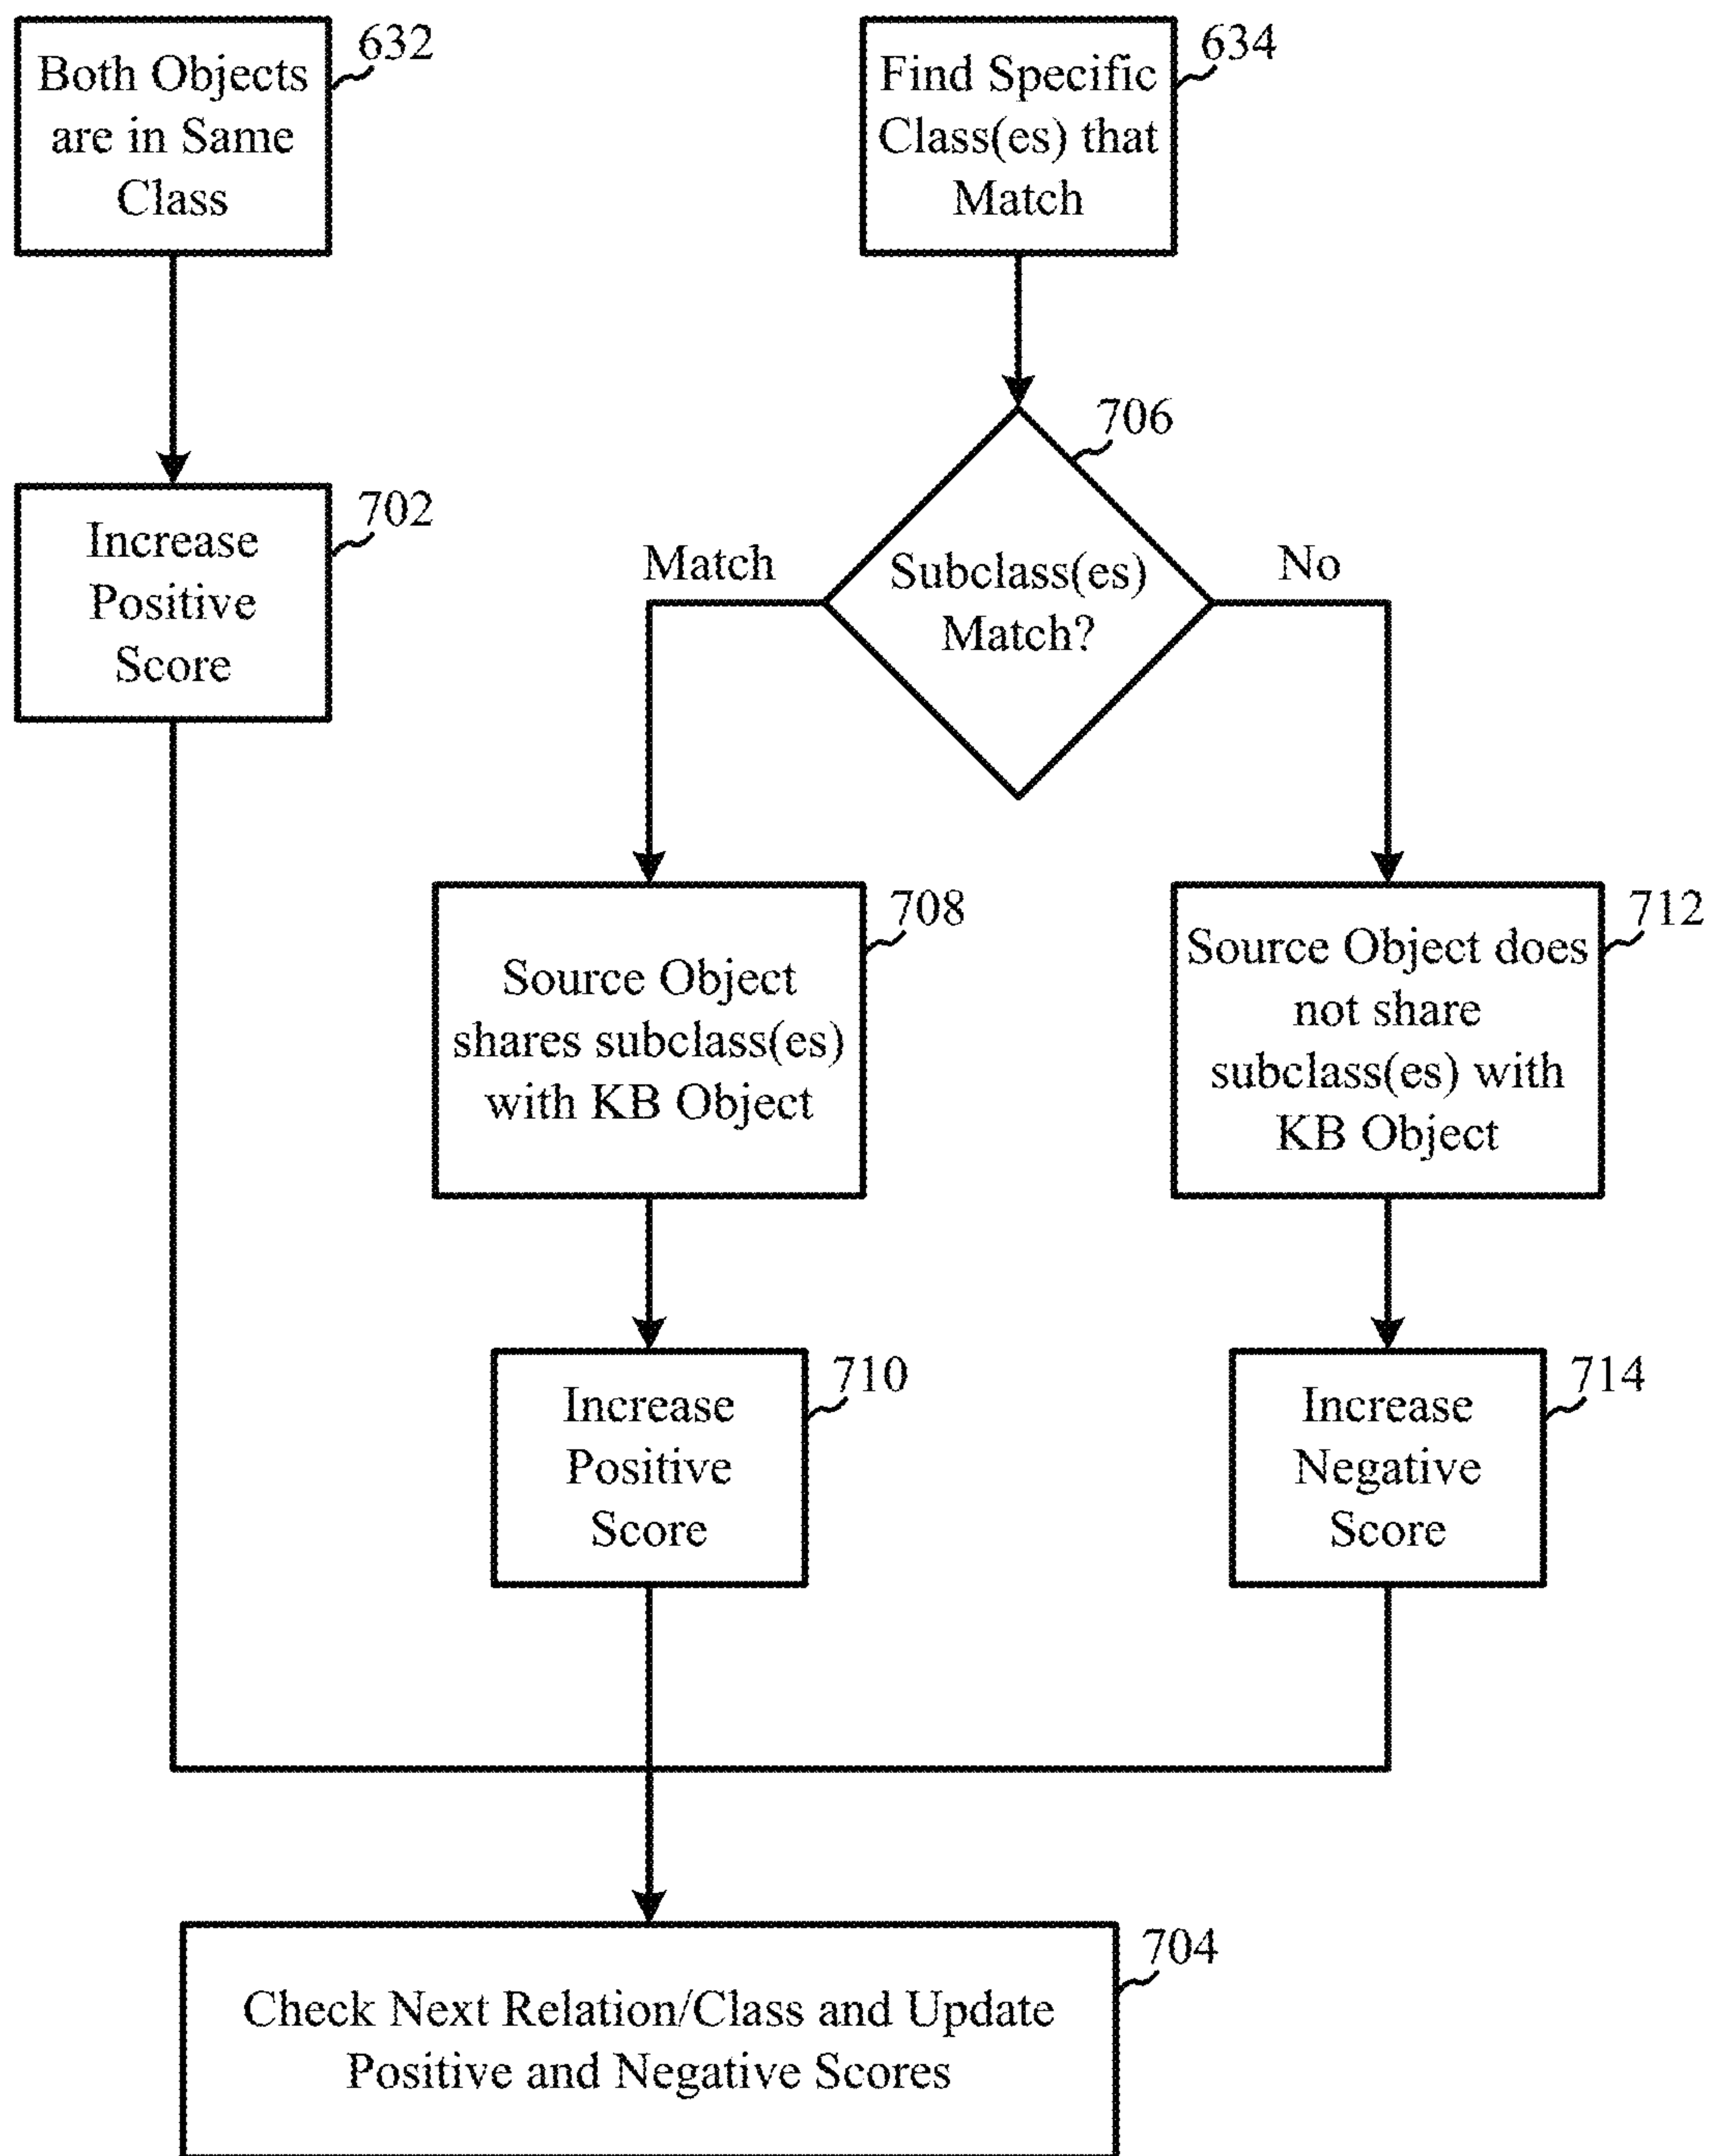 Both Objects
are in Same
Class
632
Find Specific
Class(es) that
Match
634
Increase
Positive
Score
702
706
Subclass(es)
Match?
Match
No
Source Object
shares subclass(es)
with KB Object
708
Source Object does
not share
subclass(es) with
KB Object
712
Increase
Positive
Score
710
Increase
Negative
Score
714
Check Next Relation/Class and Update
Positive and Negative Scores
704